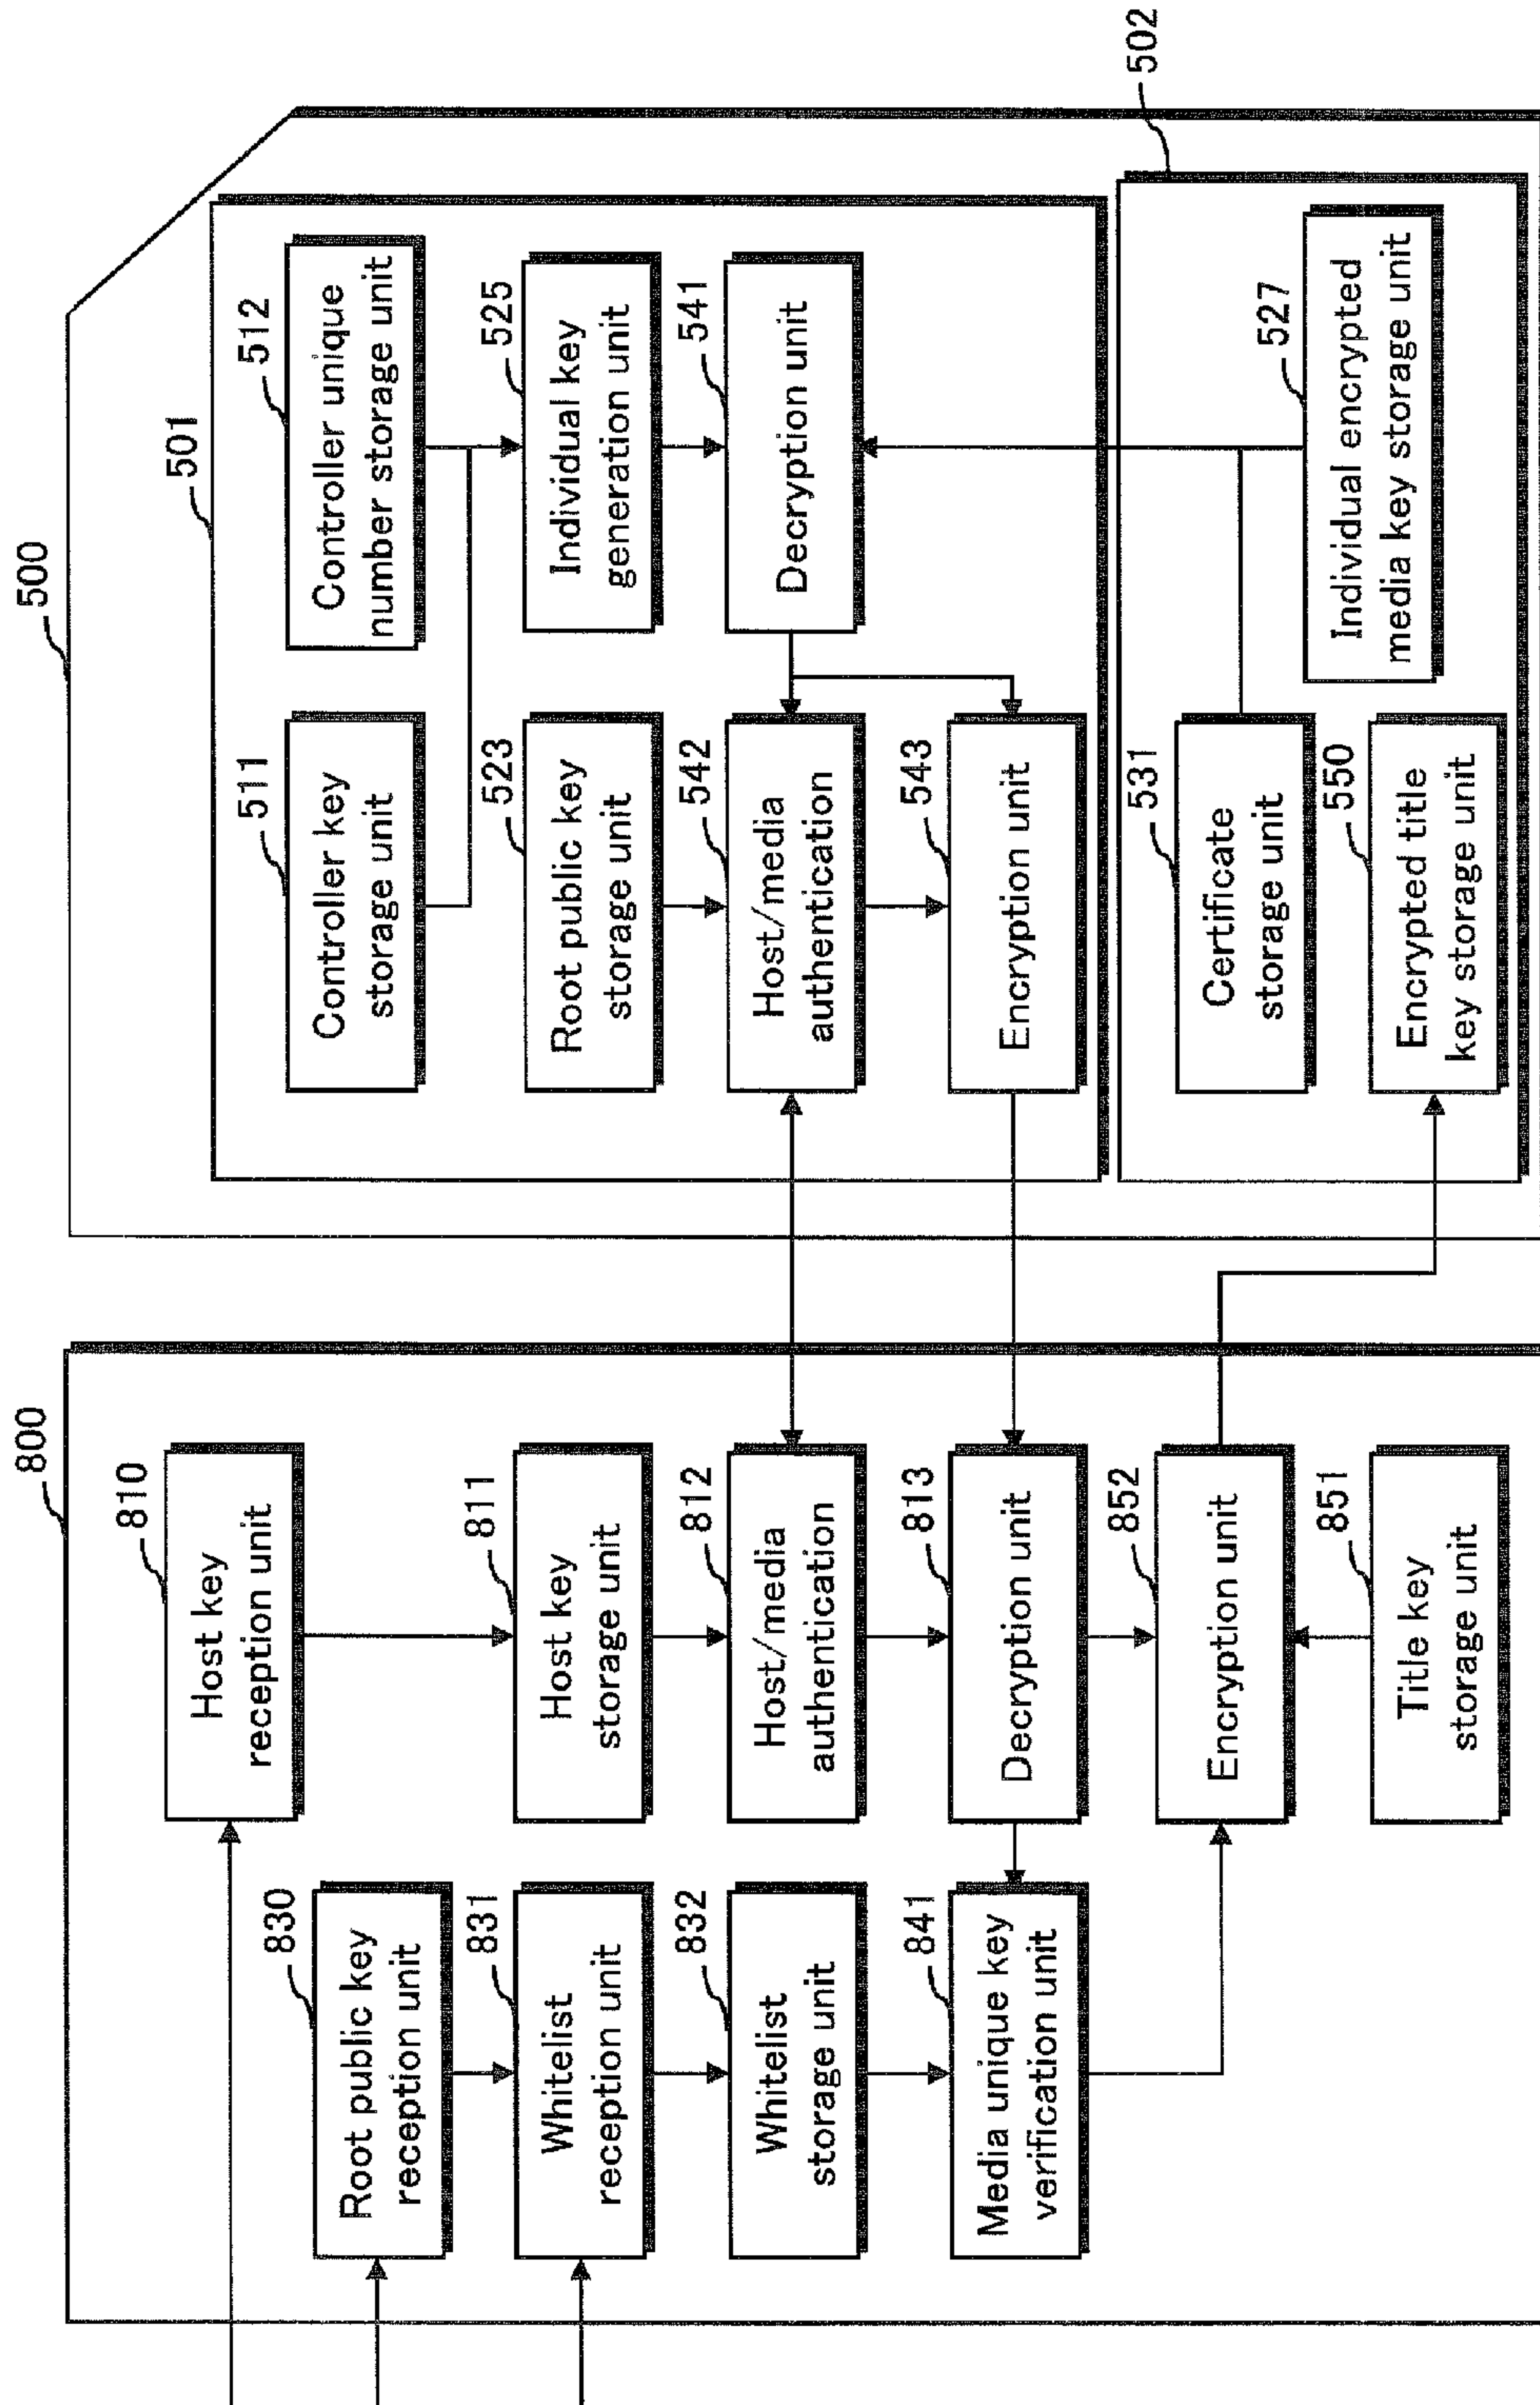 800
810
Host key
reception unit
830
Root public key
reception unit
831
Whitelist
reception unit
811
Host key
storage unit
832
Whitelist
storage unit
812
Host/media
authentication
841
Media unique key
verification unit
813
Decryption unit
852
Encryption unit
851
Title key
storage unit
500
501
511
Controller key
storage unit
512
Controller unique
number storage unit
523
Root public key
storage unit
525
Individual key
generation unit
542
Host/media
authentication
541
Decryption unit
543
Encryption unit
502
531
Certificate
storage unit
527
Individual encrypted
media key storage unit
550
Encrypted title
key storage unit